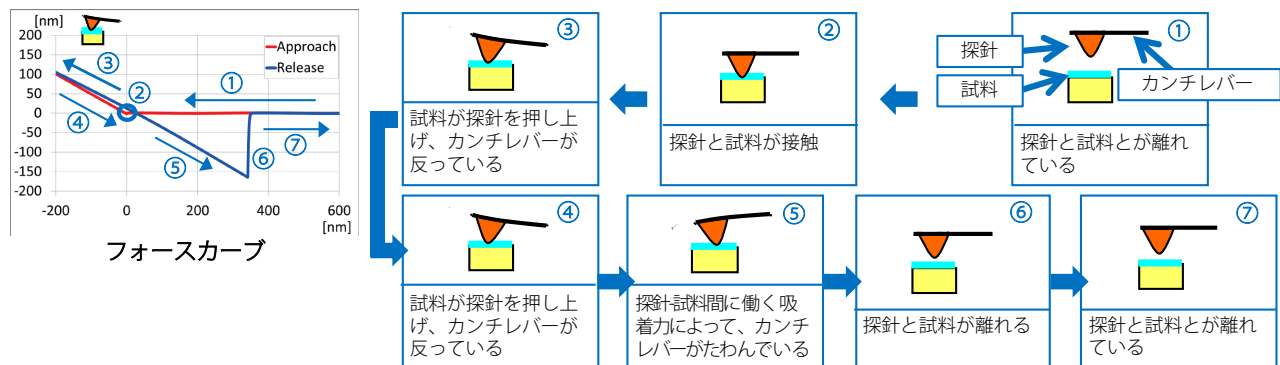 [nm]
200
150
100
50
0
-50
-100
-150
-200
-200
0
200
400
600
[nm]
Approach
Release
③
②
①
④
⑤
⑥
⑦
フォースカーブ
③
試料が探針を押し上
げ、カンチレバーが
反っている
②
探針と試料が接触
①
探針
試料
カンチレバー
探針と試料とが離れ
ている
④
試料が探針を押し上
げ、カンチレバーが
反っている
⑤
探針-試料間に働く吸
着力によって、カンチ
レバーがたわんでいる
⑥
探針と試料が離れる
⑦
探針と試料とが離れ
ている